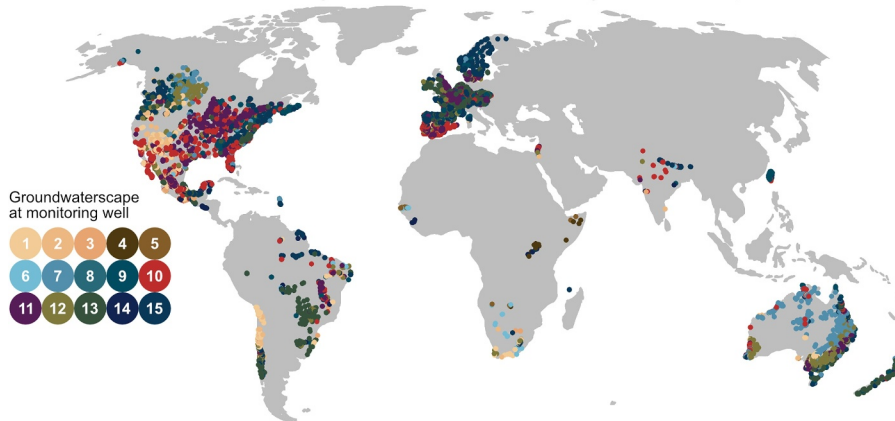 Groundwaterscape
at monitoring well
1 2 3 4 5
6 7 8 9 10
11 12 13 14 15